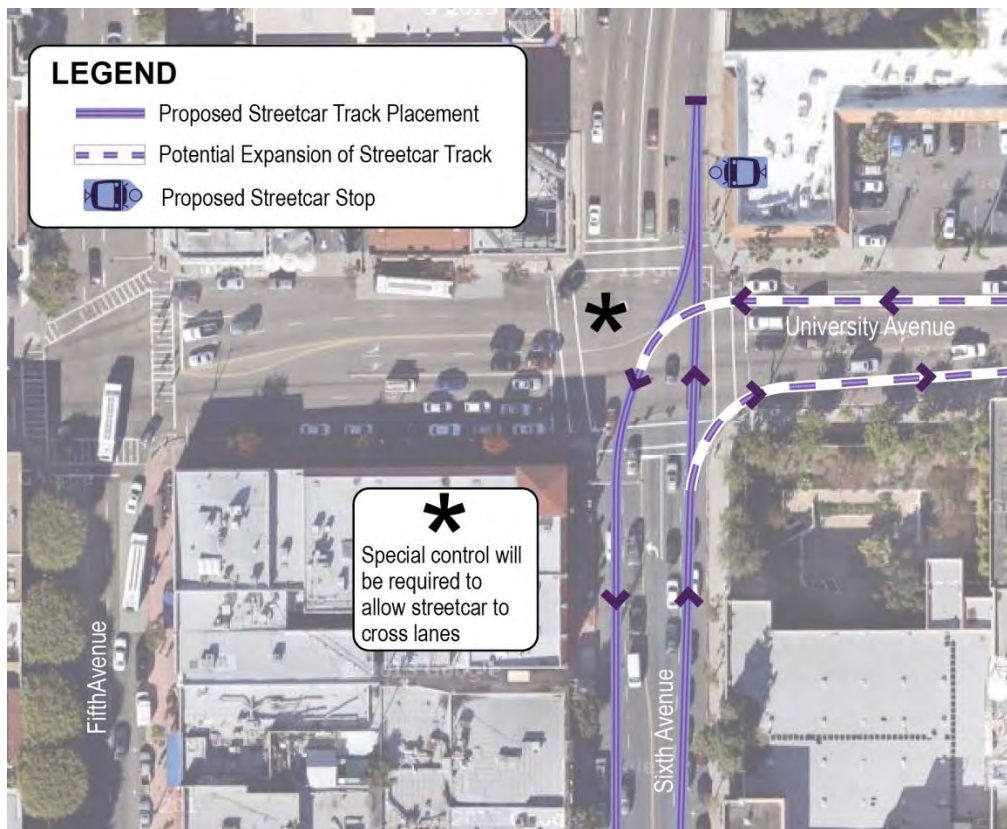 LEGEND
Proposed Streetcar Track Placement
Potential Expansion of Streetcar Track
Proposed Streetcar Stop
University Avenue
*
Special control will
be required to
allow streetcar to
cross lanes
*
FifthAvenue
Sixth Avenue
Google